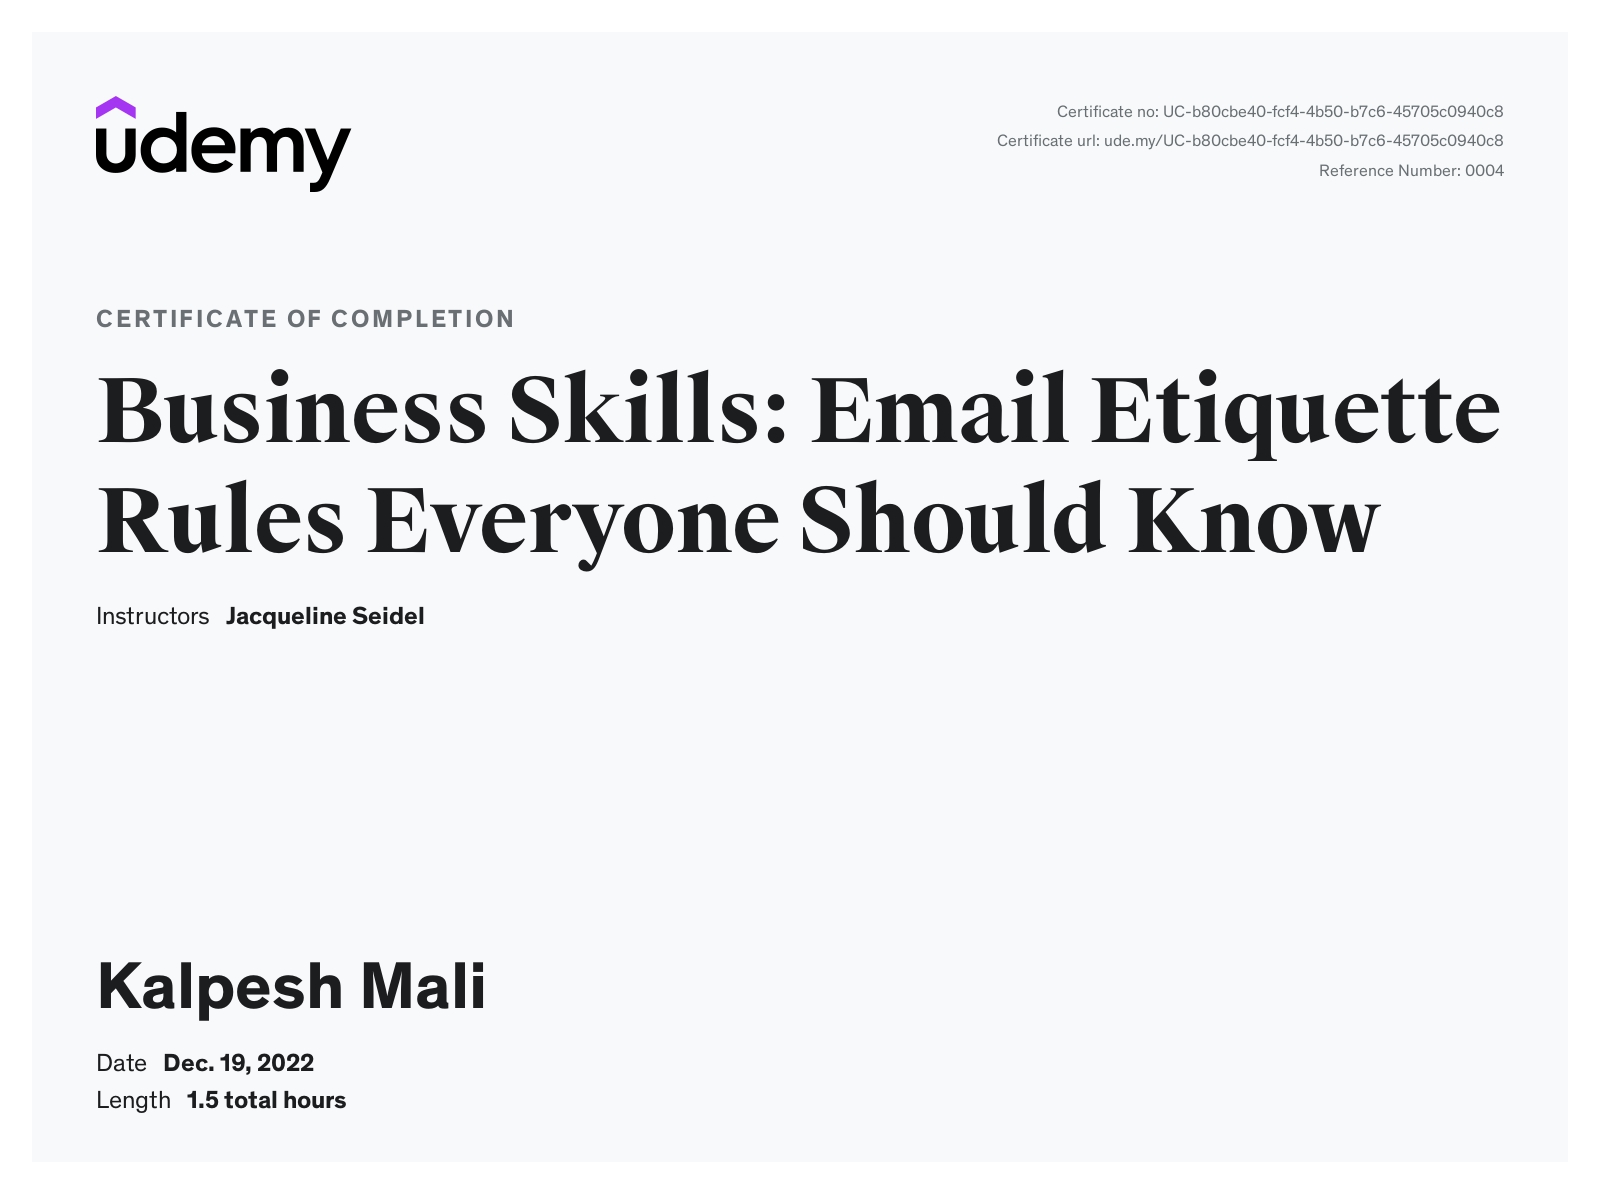 udemy
Certificate no: UC-b80cbe40-fcf4-4b50-b7c6-45705c0940c8
Certificate url: ude.my/UC-b80cbe40-fcf4-4b50-b7c6-45705c0940c8
Reference Number: 0004
CERTIFICATE OF COMPLETION
Business Skills: Email Etiquette
Rules Everyone Should Know
Instructors Jacqueline Seidel
Kalpesh Mali
Date Dec. 19, 2022
Length 1.5 total hours